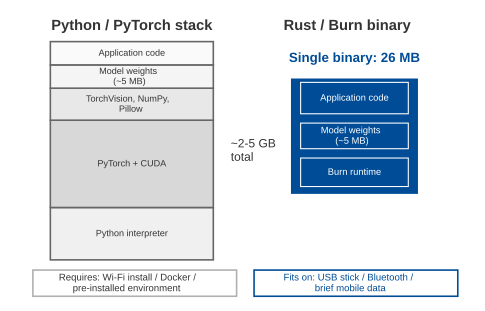 Python / PyTorch stack
Application code
Model weights
(~5 MB)
TorchVision, NumPy,
Pillow
PyTorch + CUDA
Python interpreter
~2-5 GB
total
Requires: Wi-Fi install / Docker /
pre-installed environment
Rust / Burn binary
Single binary: 26 MB
Application code
Model weights
(~5 MB)
Burn runtime
Fits on: USB stick / Bluetooth /
brief mobile data